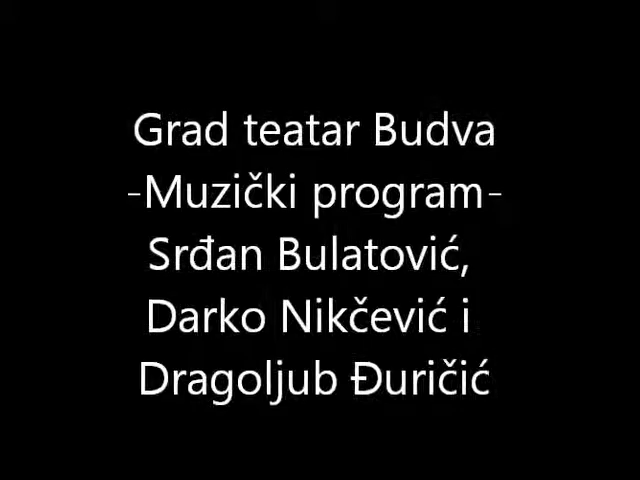 Grad teatar Budva
-Muzički program-
Srđan Bulatović,
Darko Nikčević i
Dragoljub Đuričić